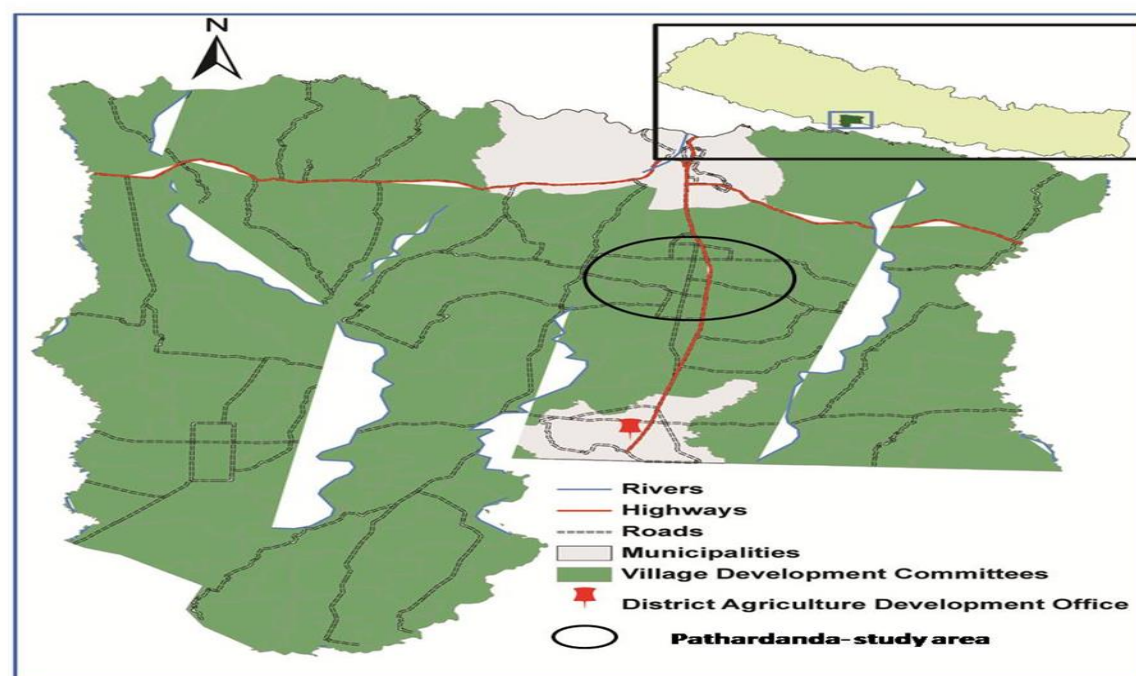 N
Rivers
Highways
Roads
Municipalities
Village Development Committees
District Agriculture Development Office
Pathardanda- study area